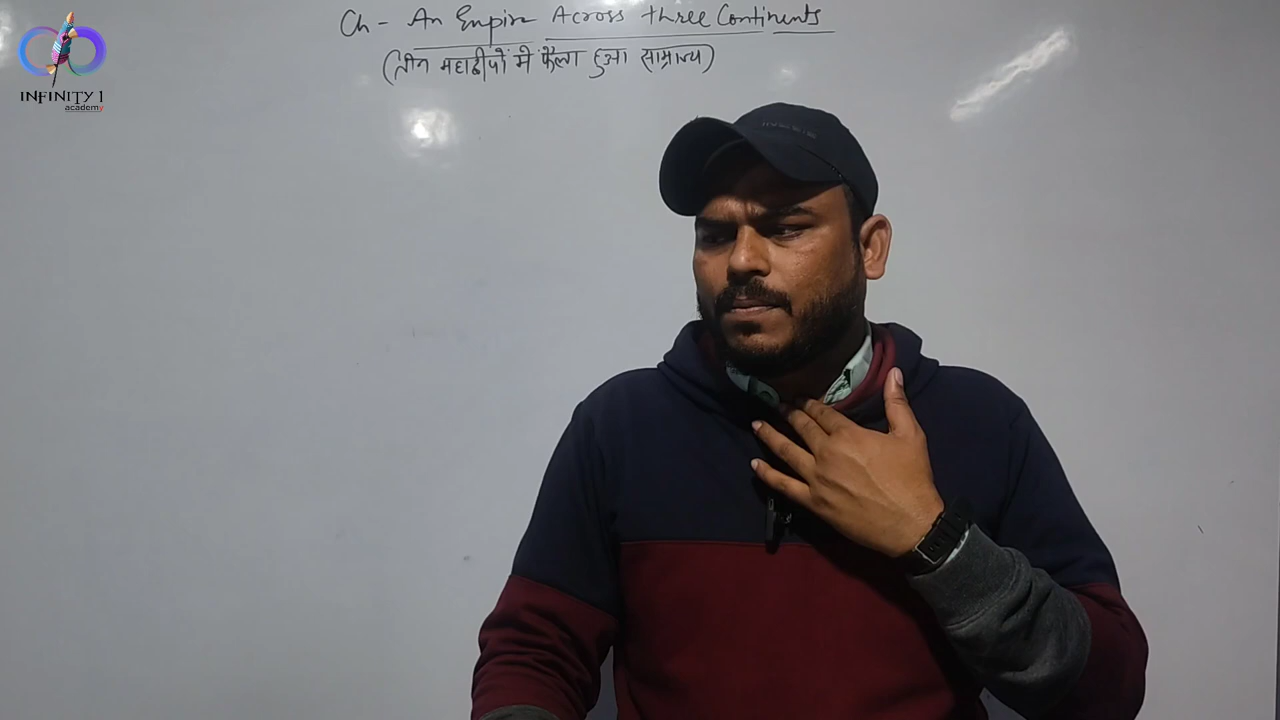 INFINITY 1
academy
Ch - An Empire Across three Continents
(तीन महाद्वीपों में फैला हुआ साम्राज्य)